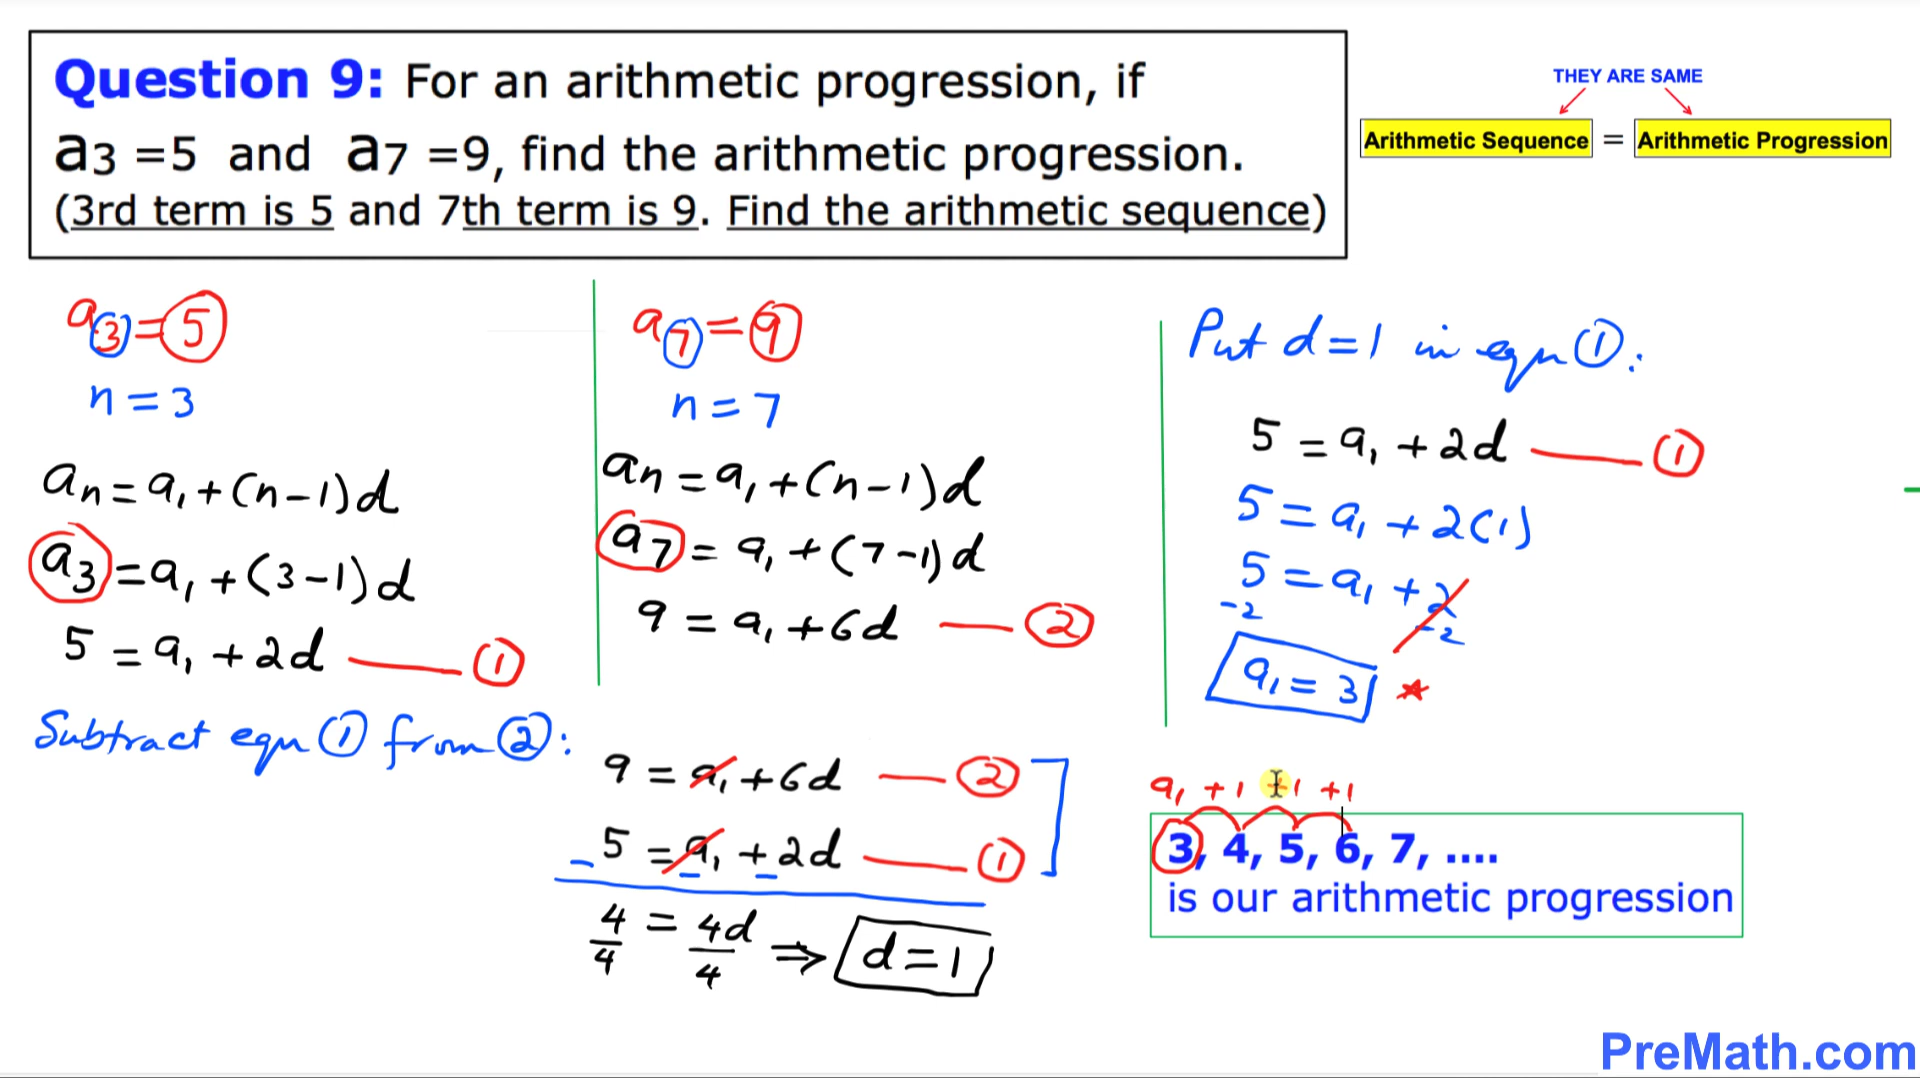 Question 9: For an arithmetic progression, if
a3 =5 and a7 =9, find the arithmetic progression.
(3rd term is 5 and 7th term is 9. Find the arithmetic sequence)
THEY ARE SAME
Arithmetic Sequence = Arithmetic Progression
a3 = 5
n = 3
an = a1 + (n-1)d
a3 = a1 + (3-1)d
5 = a1 + 2d — 1
Subtract eqn 1 from 2:
a7 = 9
n = 7
an = a1 + (n-1)d
a7 = a1 + (7-1)d
9 = a1 + 6d — 2
9 = a1 + 6d — 2
-5 = a1 + 2d — 1
- -
4/4 = 4d/4 ⇒ d = 1
Put d=1 in eqn 1:
5 = a1 + 2d — 1
5 = a1 + 2(1)
5 = a1 + 2
-2 -2
a1 = 3 ★
a1 +1 +1 +1
3, 4, 5, 6, 7, ....
is our arithmetic progression
PreMath.com